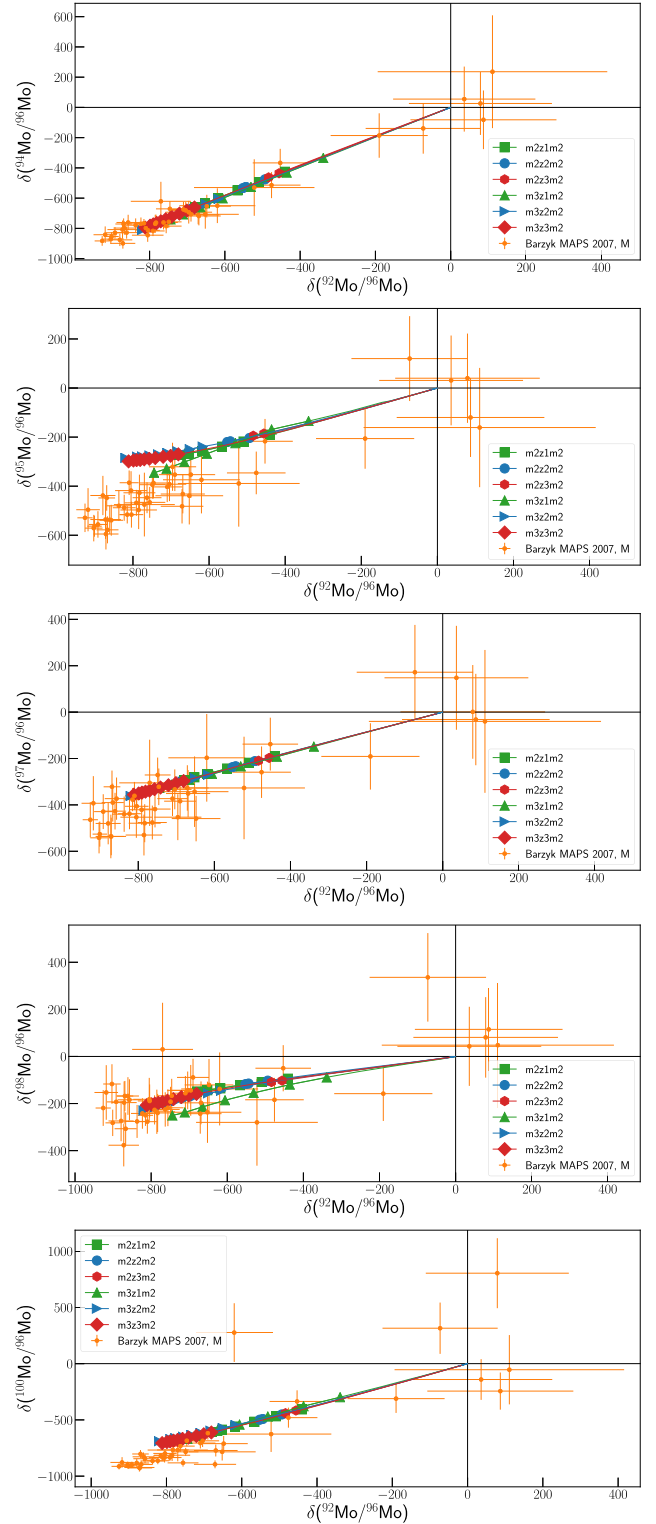 600
400
200
0
−200
−400
−600
−800
−1000
δ(⁹⁴Mo/⁹⁶Mo)
m2z1m2
m2z2m2
m2z3m2
m3z1m2
m3z2m2
m3z3m2
Barzyk MAPS 2007, M
−800 −600 −400 −200 0 200 400
δ(⁹²Mo/⁹⁶Mo)
200
0
−200
−400
−600
δ(⁹⁵Mo/⁹⁶Mo)
m2z1m2
m2z2m2
m2z3m2
m3z1m2
m3z2m2
m3z3m2
Barzyk MAPS 2007, M
−800 −600 −400 −200 0 200 400
δ(⁹²Mo/⁹⁶Mo)
400
200
0
−200
−400
−600
δ(⁹⁷Mo/⁹⁶Mo)
m2z1m2
m2z2m2
m2z3m2
m3z1m2
m3z2m2
m3z3m2
Barzyk MAPS 2007, M
−800 −600 −400 −200 0 200 400
δ(⁹²Mo/⁹⁶Mo)
400
200
0
−200
−400
δ(⁹⁸Mo/⁹⁶Mo)
m2z1m2
m2z2m2
m2z3m2
m3z1m2
m3z2m2
m3z3m2
Barzyk MAPS 2007, M
−1000 −800 −600 −400 −200 0 200 400
δ(⁹²Mo/⁹⁶Mo)
1000
500
0
−500
−1000
δ(¹⁰⁰Mo/⁹⁶Mo)
m2z1m2
m2z2m2
m2z3m2
m3z1m2
m3z2m2
m3z3m2
Barzyk MAPS 2007, M
−1000 −800 −600 −400 −200 0 200 400
δ(⁹²Mo/⁹⁶Mo)